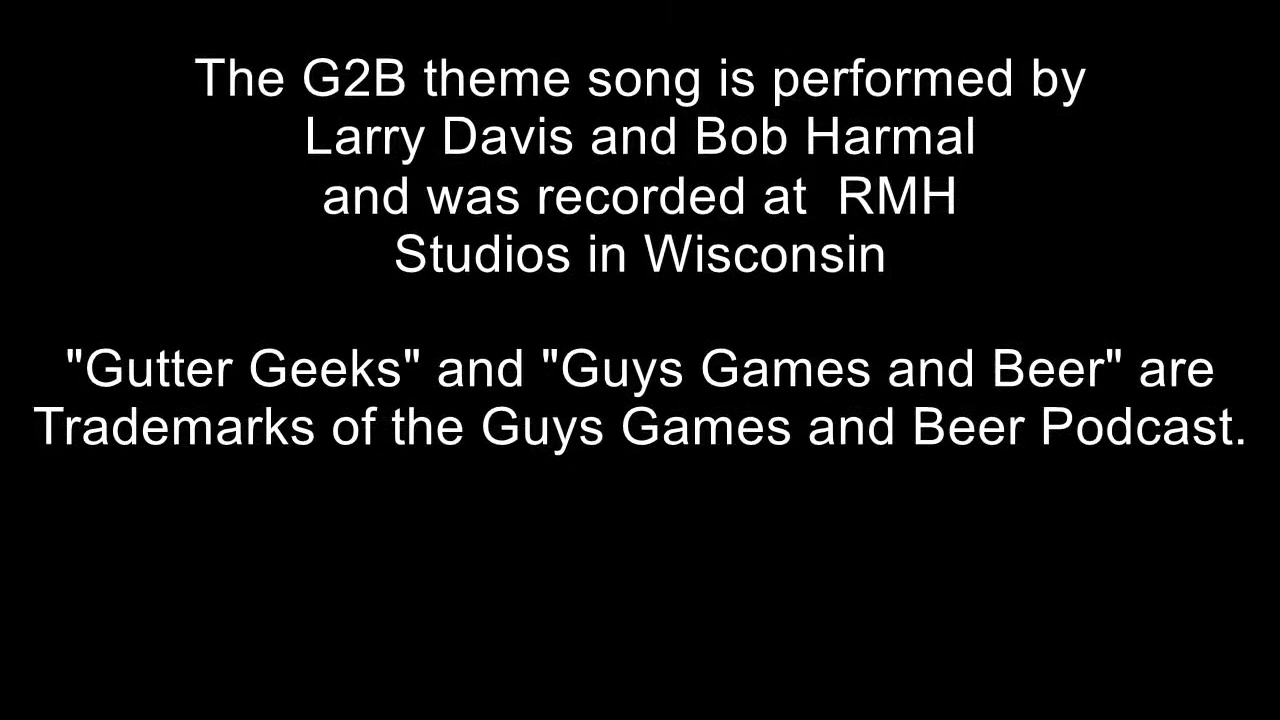 The G2B theme song is performed by
Larry Davis and Bob Harmal
and was recorded at  RMH
Studios in Wisconsin
"Gutter Geeks" and "Guys Games and Beer" are
Trademarks of the Guys Games and Beer Podcast.